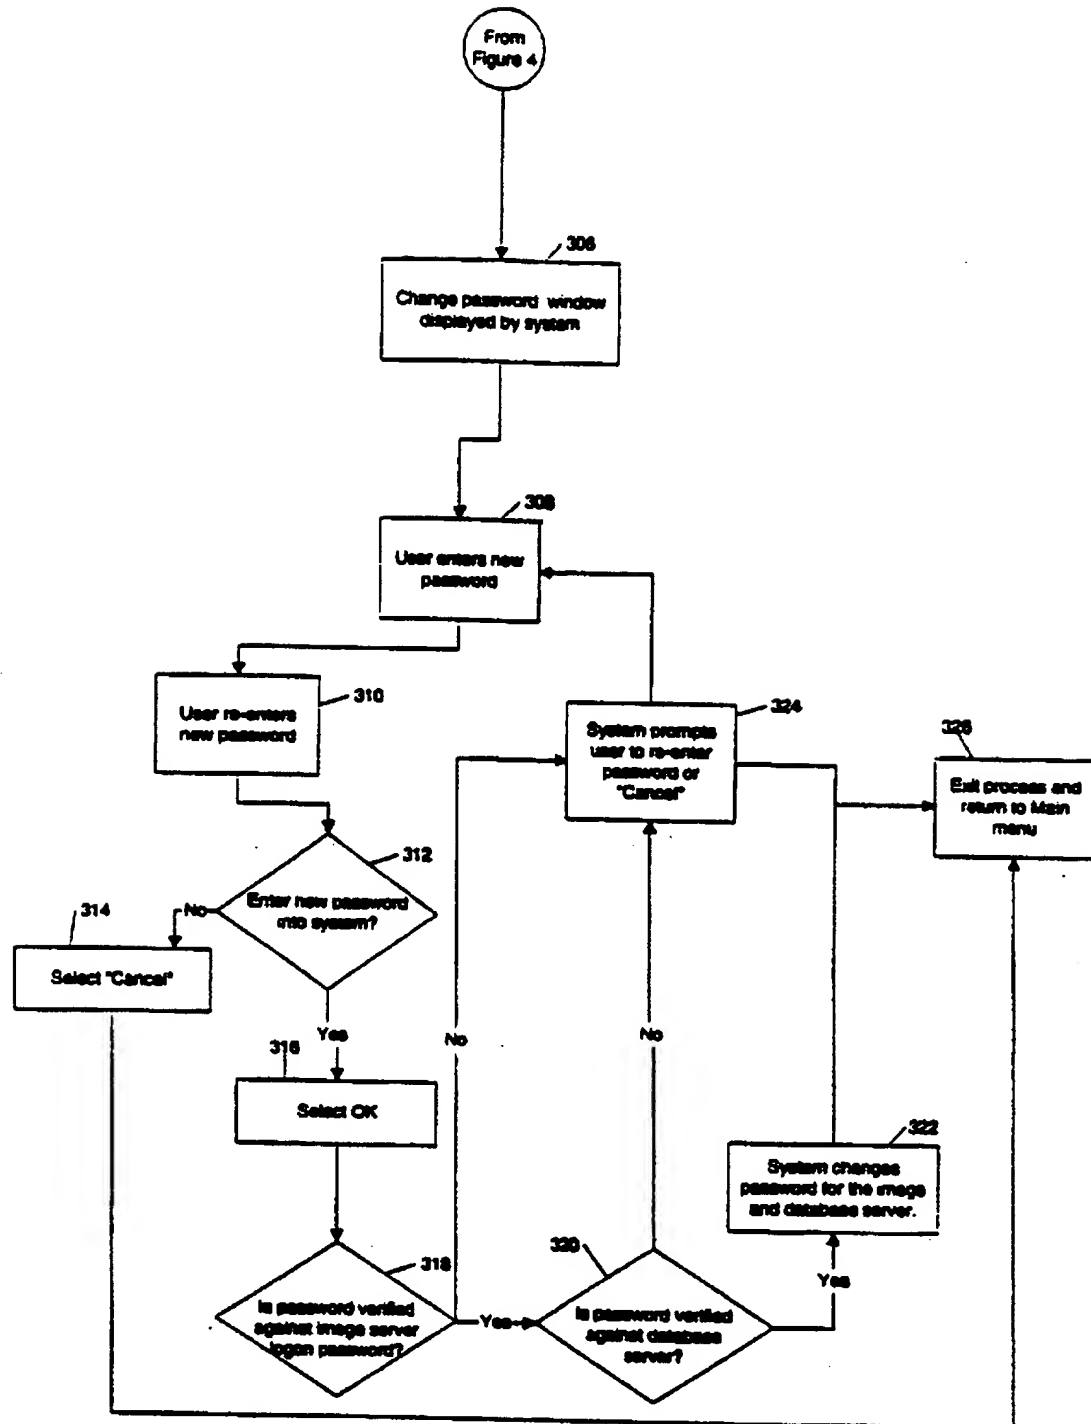 From
Figure 4
306
Change password window
displayed by system
308
User enters new
password
310
User re-enters
new password
324
System prompts
user to re-enter
password or
"Cancel"
326
Exit process and
return to Main
menu
312
Enter new password
into system?
No
314
Select "Cancel"
Yes
No
No
316
Select OK
322
System changes
password for the image
and database server.
318
Is password verified
against image server
logon password?
Yes
320
Is password verified
against database
server?
Yes